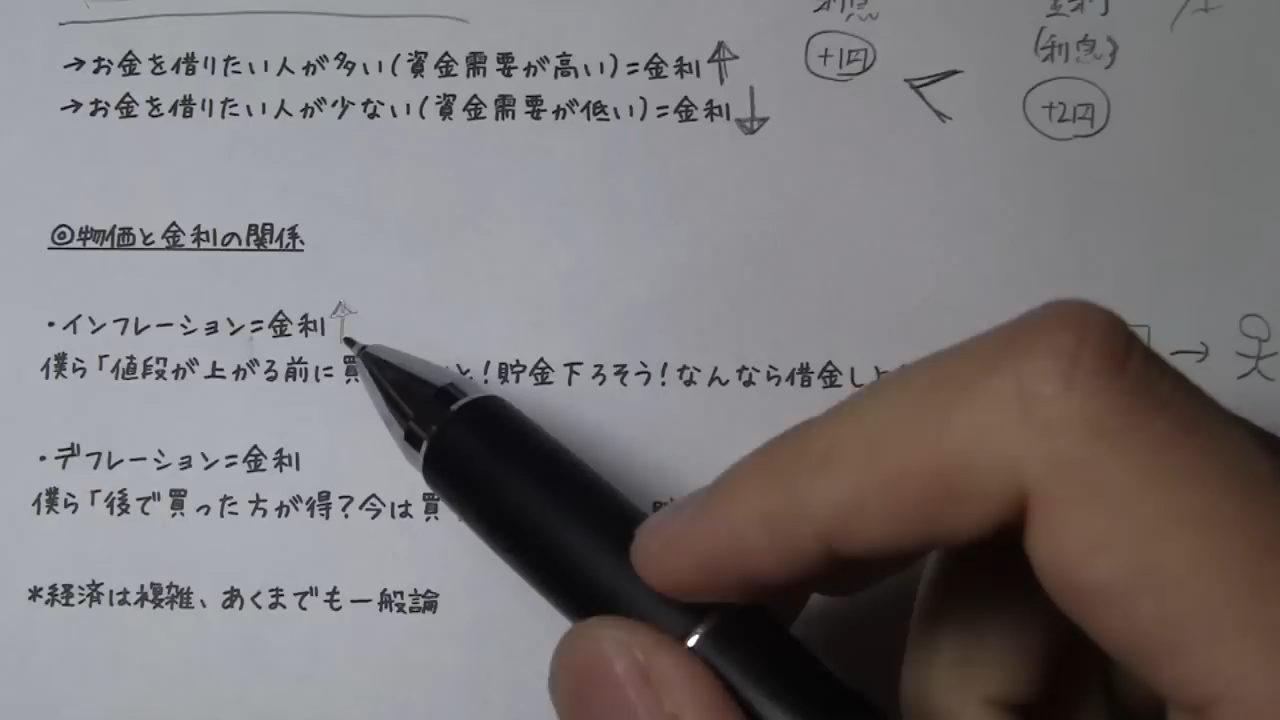 利息
金利
(利息)
+1円
<
+2円
→お金を借りたい人が多い(資金需要が高い)=金利↑
→お金を借りたい人が少ない(資金需要が低い)=金利↓
◎物価と金利の関係
・インフレーション=金利↑
僕ら「値段が上がる前に買 と!貯金下ろそう!なんなら借金し
→
・デフレーション=金利
僕ら「後で買った方が得?今は買
*経済は複雑、あくまでも一般論